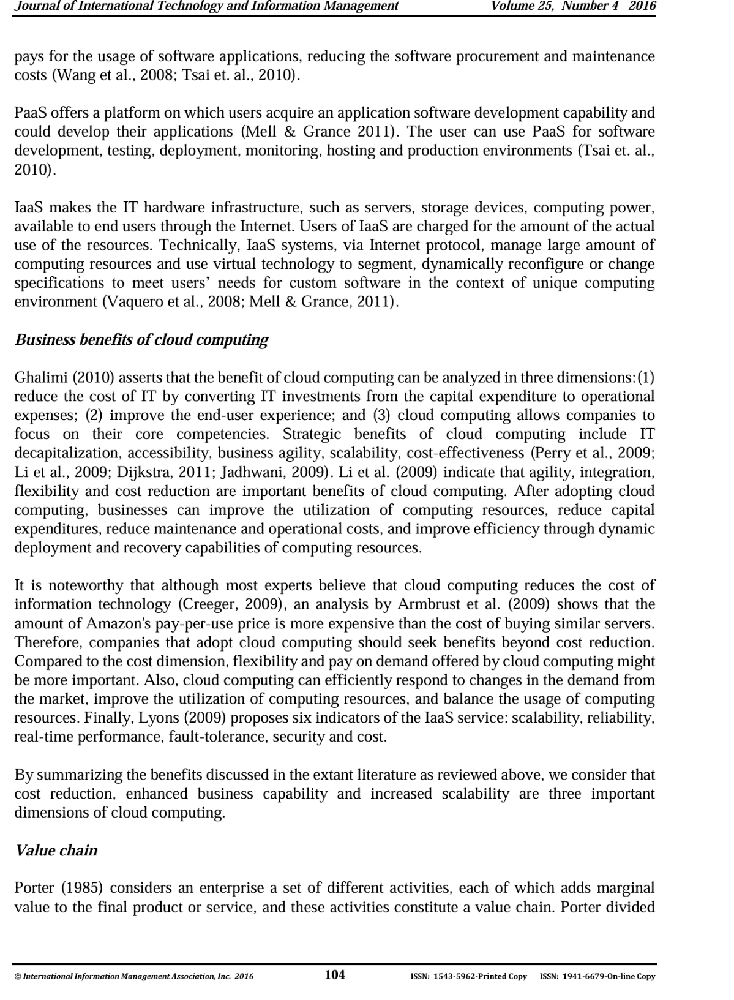 Journal of International Technology and Information Management Volume 25, Number 4 2016
pays for the usage of software applications, reducing the software procurement and maintenance
costs (Wang et al., 2008; Tsai et. al., 2010).
PaaS offers a platform on which users acquire an application software development capability and
could develop their applications (Mell & Grance 2011). The user can use PaaS for software
development, testing, deployment, monitoring, hosting and production environments (Tsai et. al.,
2010).
IaaS makes the IT hardware infrastructure, such as servers, storage devices, computing power,
available to end users through the Internet. Users of IaaS are charged for the amount of the actual
use of the resources. Technically, IaaS systems, via Internet protocol, manage large amount of
computing resources and use virtual technology to segment, dynamically reconfigure or change
specifications to meet users’ needs for custom software in the context of unique computing
environment (Vaquero et al., 2008; Mell & Grance, 2011).
Business benefits of cloud computing
Ghalimi (2010) asserts that the benefit of cloud computing can be analyzed in three dimensions:(1)
reduce the cost of IT by converting IT investments from the capital expenditure to operational
expenses; (2) improve the end-user experience; and (3) cloud computing allows companies to
focus on their core competencies. Strategic benefits of cloud computing include IT
decapitalization, accessibility, business agility, scalability, cost-effectiveness (Perry et al., 2009;
Li et al., 2009; Dijkstra, 2011; Jadhwani, 2009). Li et al. (2009) indicate that agility, integration,
flexibility and cost reduction are important benefits of cloud computing. After adopting cloud
computing, businesses can improve the utilization of computing resources, reduce capital
expenditures, reduce maintenance and operational costs, and improve efficiency through dynamic
deployment and recovery capabilities of computing resources.
It is noteworthy that although most experts believe that cloud computing reduces the cost of
information technology (Creeger, 2009), an analysis by Armbrust et al. (2009) shows that the
amount of Amazon's pay-per-use price is more expensive than the cost of buying similar servers.
Therefore, companies that adopt cloud computing should seek benefits beyond cost reduction.
Compared to the cost dimension, flexibility and pay on demand offered by cloud computing might
be more important. Also, cloud computing can efficiently respond to changes in the demand from
the market, improve the utilization of computing resources, and balance the usage of computing
resources. Finally, Lyons (2009) proposes six indicators of the IaaS service: scalability, reliability,
real-time performance, fault-tolerance, security and cost.
By summarizing the benefits discussed in the extant literature as reviewed above, we consider that
cost reduction, enhanced business capability and increased scalability are three important
dimensions of cloud computing.
Value chain
Porter (1985) considers an enterprise a set of different activities, each of which adds marginal
value to the final product or service, and these activities constitute a value chain. Porter divided
© International Information Management Association, Inc. 2016 104 ISSN: 1543-5962-Printed Copy ISSN: 1941-6679-On-line Copy